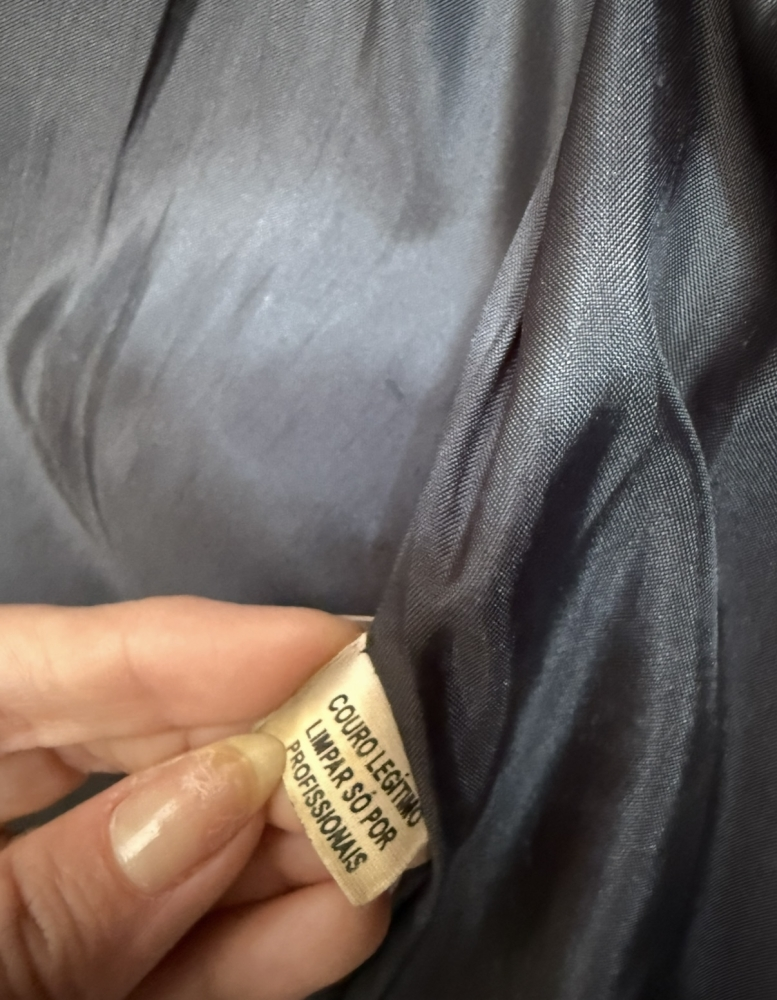 COURO LEGÍTIMO
LIMPAR SÓ POR
PROFISSIONAIS